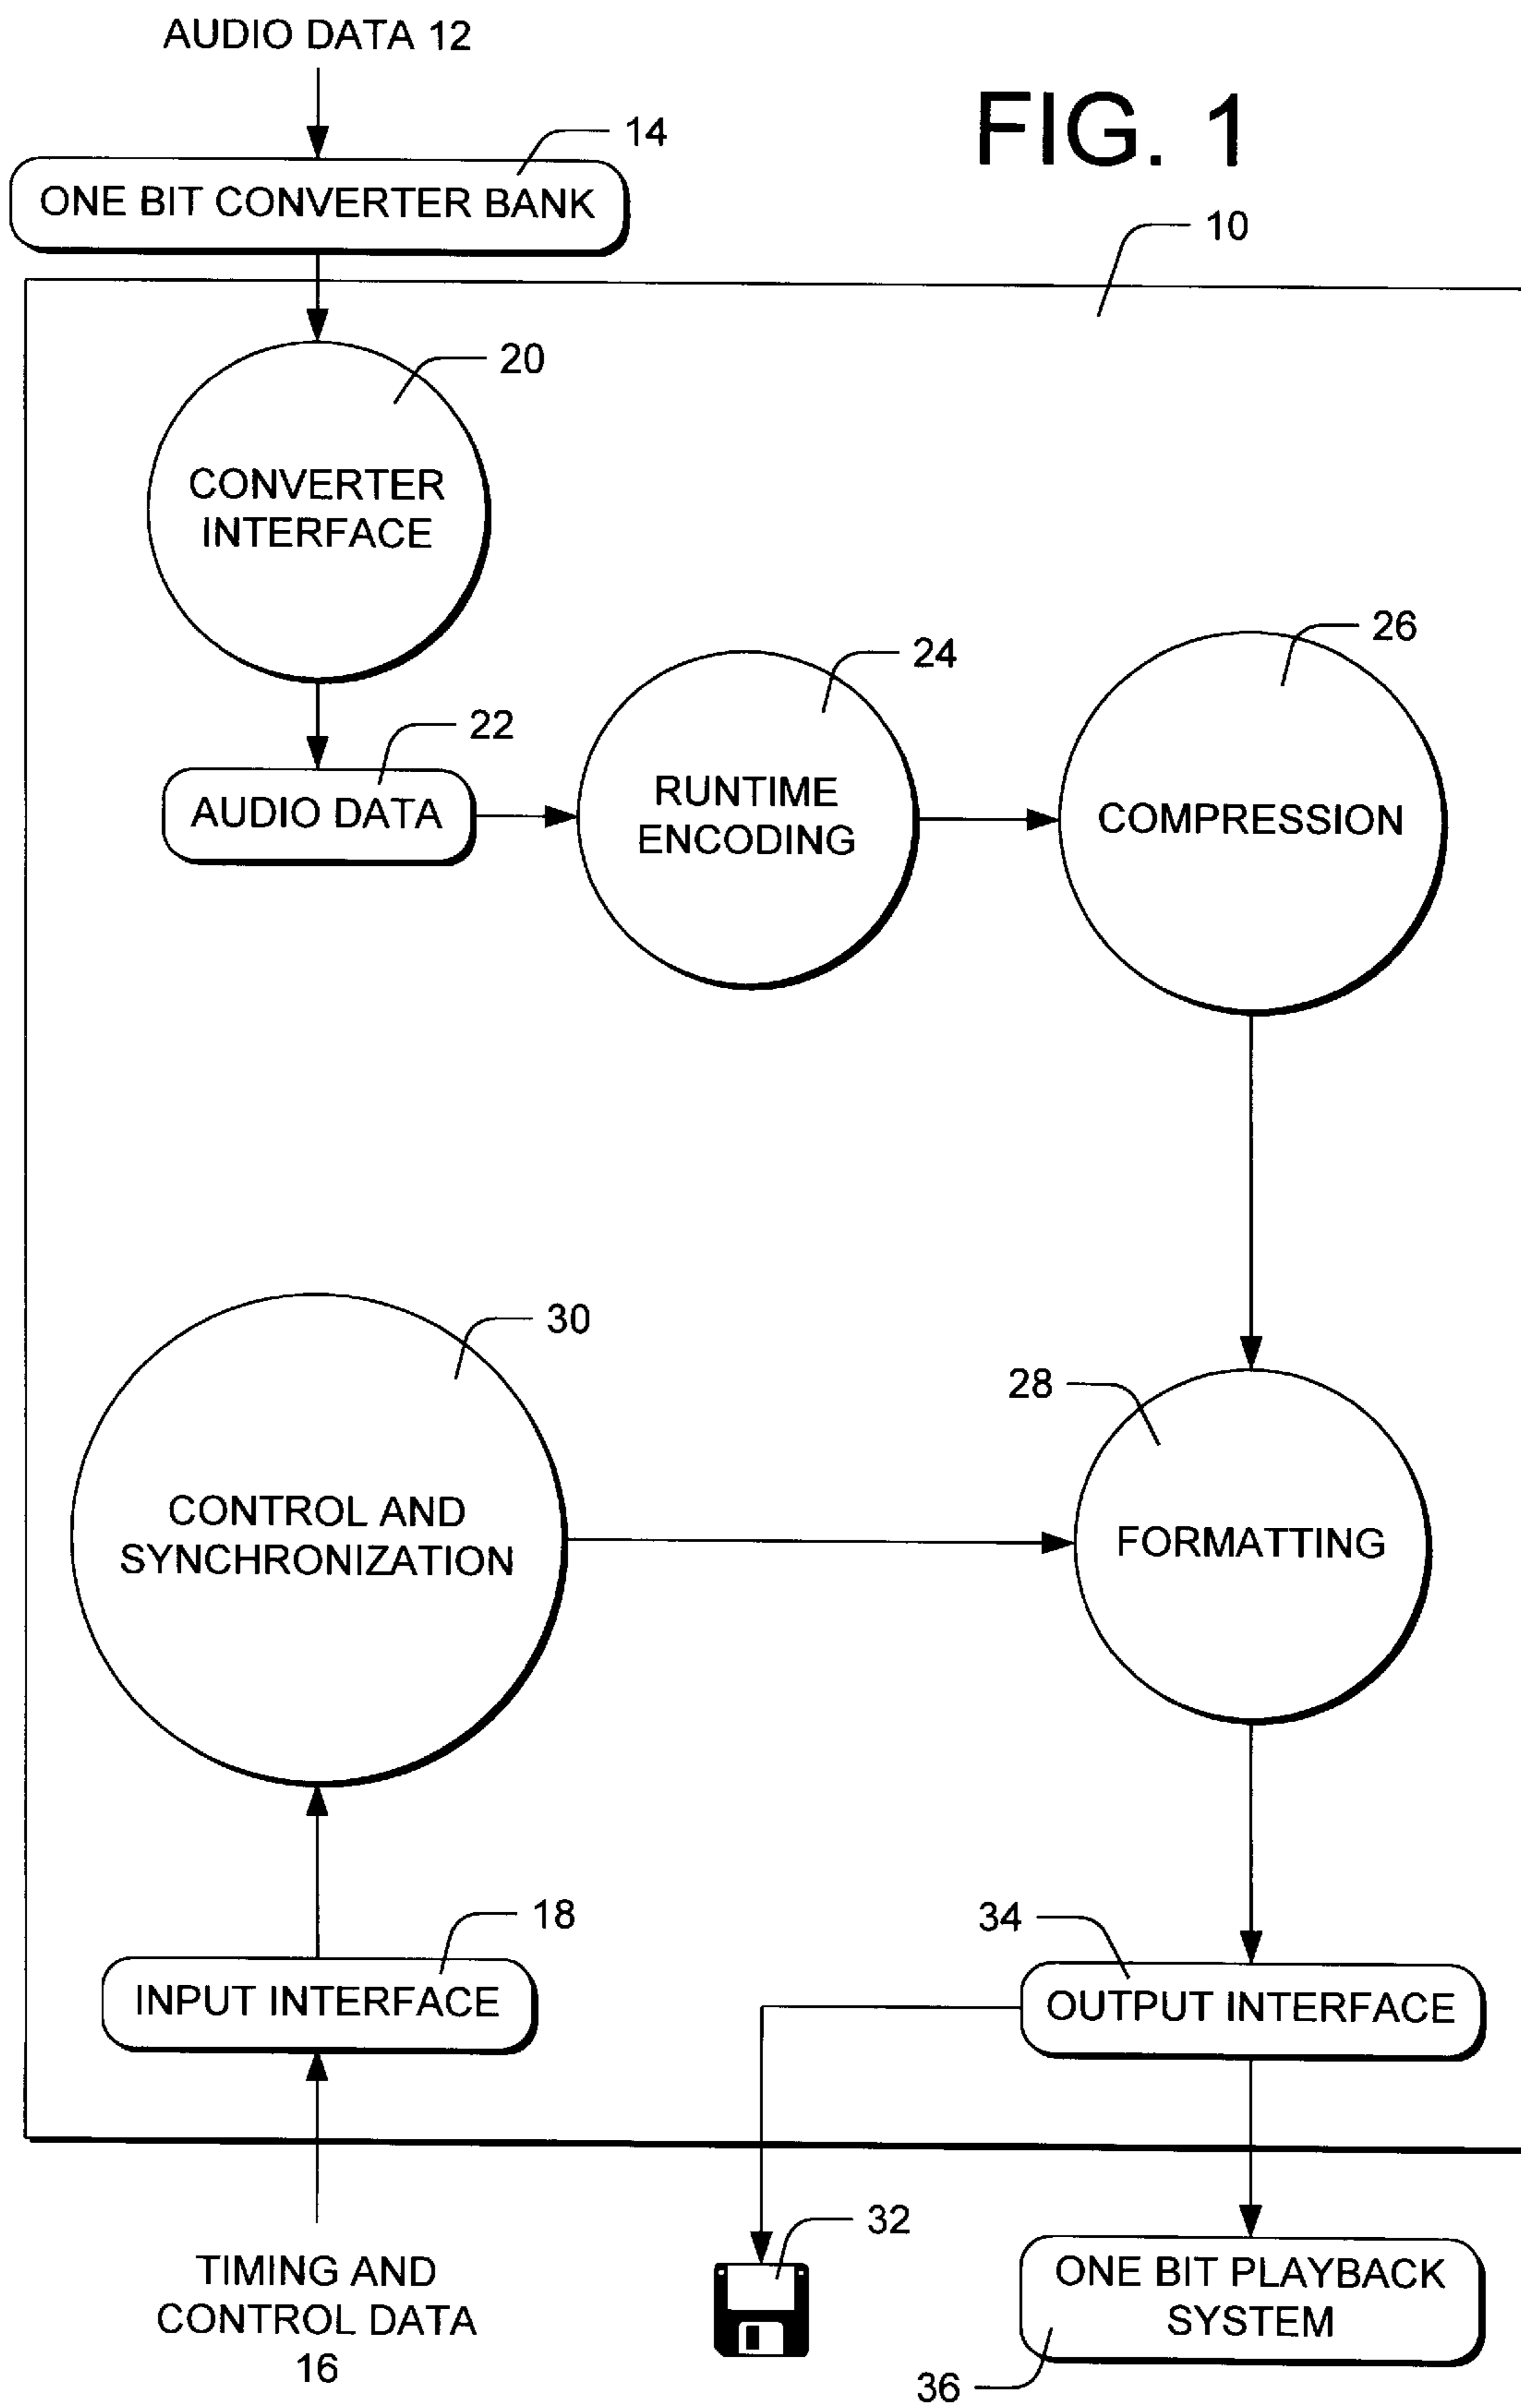 AUDIO DATA 12
FIG. 1
14
ONE BIT CONVERTER BANK
10
20
CONVERTER
INTERFACE
26
24
22
RUNTIME
ENCODING
COMPRESSION
AUDIO DATA
30
28
CONTROL AND
SYNCHRONIZATION
FORMATTING
18
34
INPUT INTERFACE
OUTPUT INTERFACE
32
TIMING AND
CONTROL DATA
16
ONE BIT PLAYBACK
SYSTEM
36